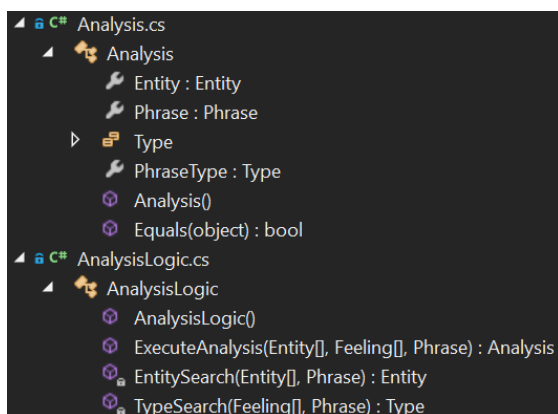 C# Analysis.cs
Analysis
Entity : Entity
Phrase : Phrase
Type
PhraseType : Type
Analysis()
Equals(object) : bool
C# AnalysisLogic.cs
AnalysisLogic
AnalysisLogic()
ExecuteAnalysis(Entity[], Feeling[], Phrase) : Analysis
EntitySearch(Entity[], Phrase) : Entity
TypeSearch(Feeling[], Phrase) : Type